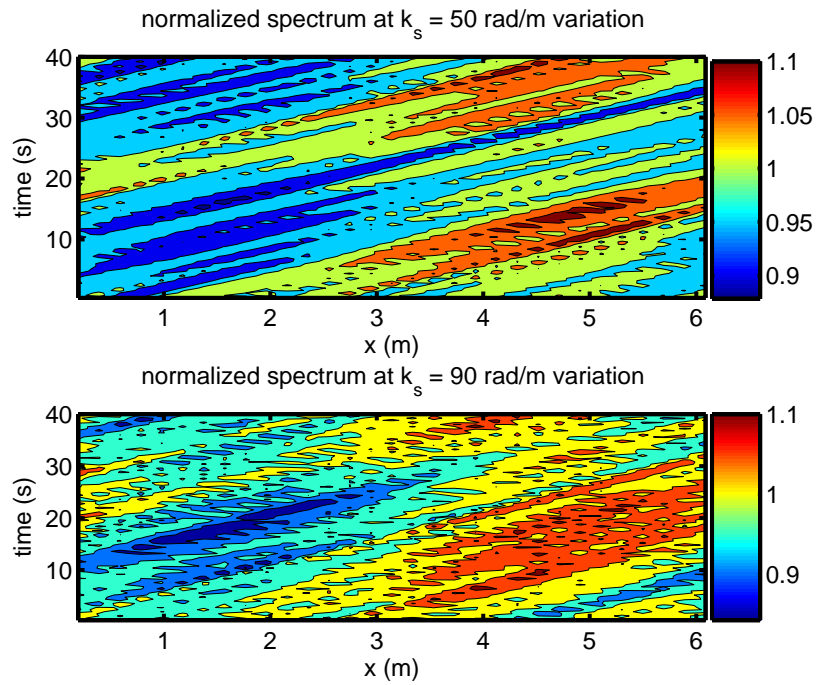 normalized spectrum at k_s = 50 rad/m variation
40
30
20
10
time (s)
1 2 3 4 5 6
x (m)
1.1
1.05
1
0.95
0.9
normalized spectrum at k_s = 90 rad/m variation
40
30
20
10
time (s)
1 2 3 4 5 6
x (m)
1.1
1
0.9